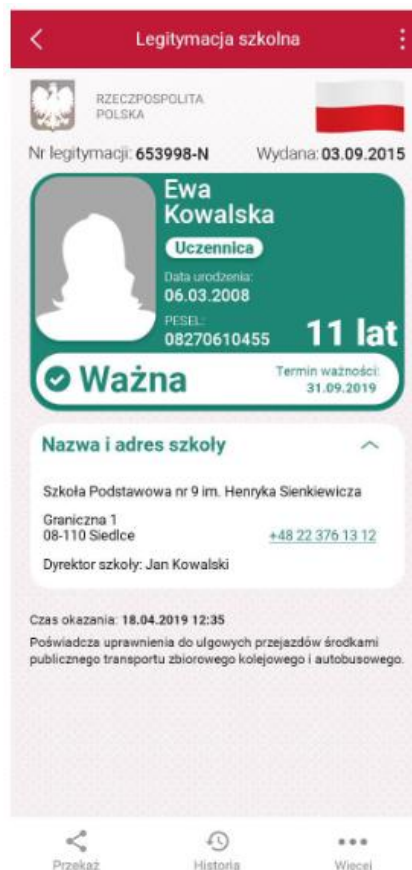 Legitymacja szkolna
RZECZPOSPOLITA
POLSKA
Nr legitymacji: 653998-N Wydana: 03.09.2015
Ewa
Kowalska
Uczennica
Data urodzenia:
06.03.2008
PESEL:
08270610455 11 lat
Ważna
Termin ważności:
31.09.2019
Nazwa i adres szkoły
Szkoła Podstawowa nr 9 im. Henryka Sienkiewicza
Graniczna 1
08-110 Siedlce +48 22 376 13 12
Dyrektor szkoły: Jan Kowalski
Czas okazania: 18.04.2019 12:35
Poświadcza uprawnienia do ulgowych przejazdów środkami
publicznego transportu zbiorowego kolejowego i autobusowego.
Przekaż Historia Więcej